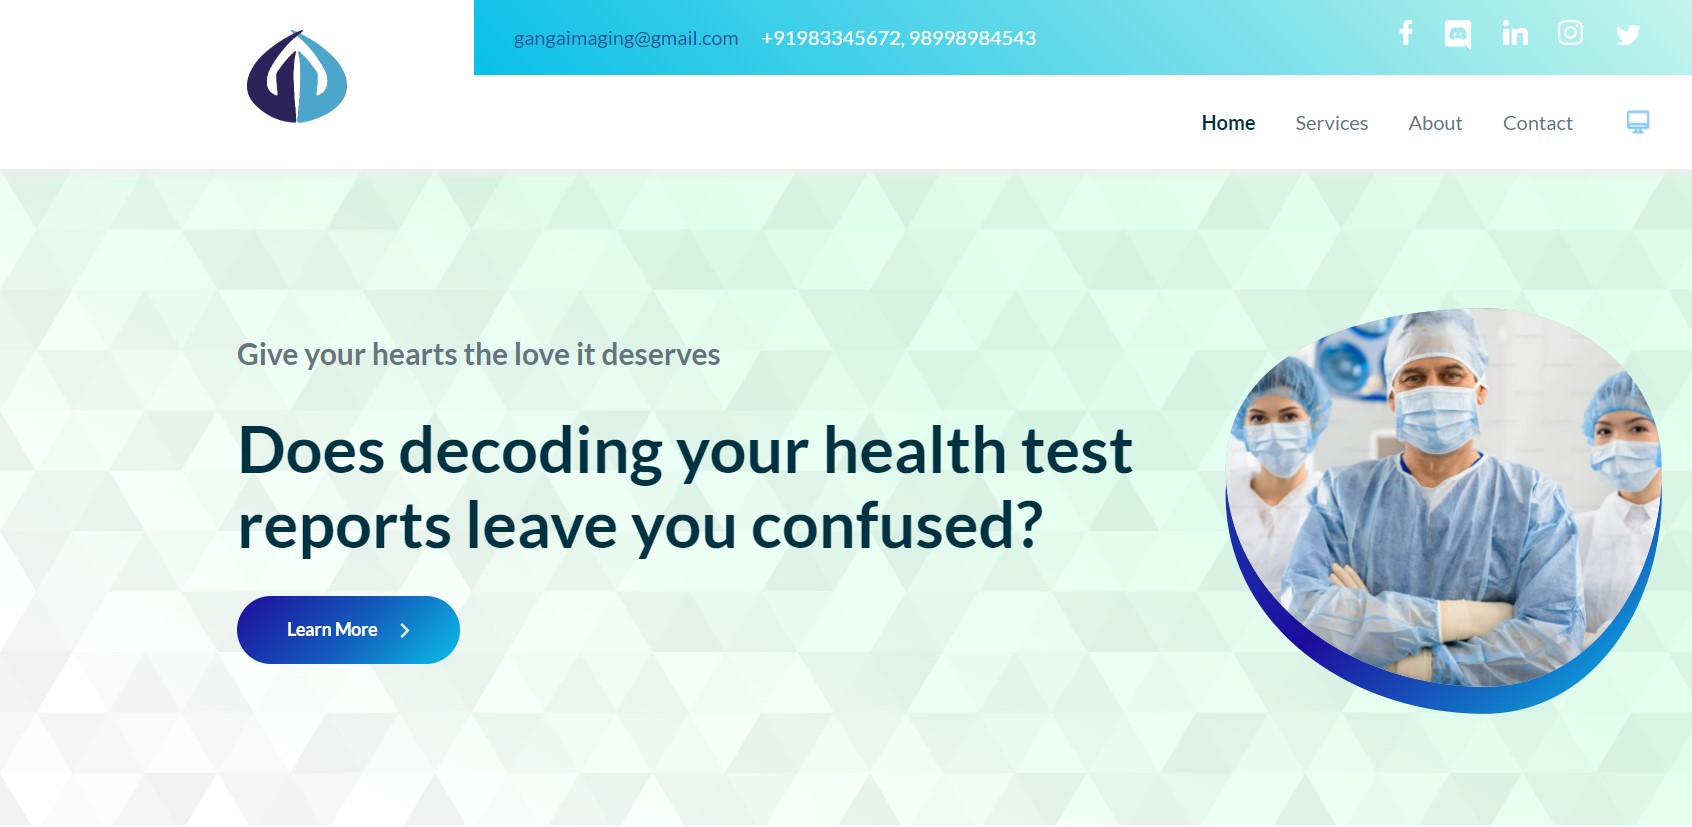 gangaimaging@gmail.com +91983345672, 98998984543
Home Services About Contact
Give your hearts the love it deserves
Does decoding your health test
reports leave you confused?
Learn More